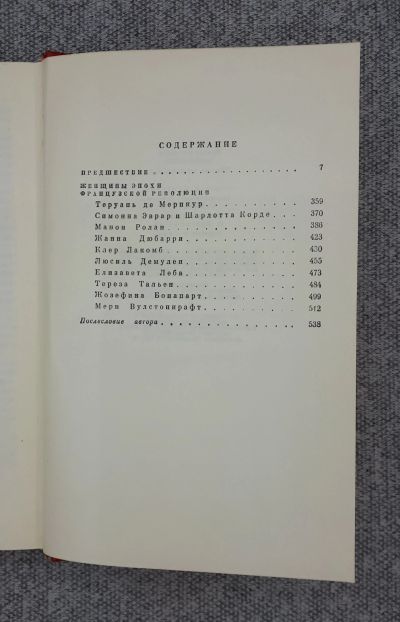 СОДЕРЖАНИЕ
ПРЕДШЕСТВИЕ . . . . . . . . . . . . . . . . . . . 7
ЖЕНЩИНЫ ЭПОХИ
ФРАНЦУЗСКОЙ РЕВОЛЮЦИИ
Теруань де Мерикур . . . . . . . . . . . 359
Симонна Эврар и Шарлотта Корде . . . 370
Манон Ролан . . . . . . . . . . . . . . 386
Жанна Дюбарри . . . . . . . . . . . . . 423
Клер Лакомб . . . . . . . . . . . . . . 430
Люсиль Демулен . . . . . . . . . . . . . 455
Елизавета Леба . . . . . . . . . . . . . 473
Тереза Тальен . . . . . . . . . . . . . 484
Жозефина Бонапарт . . . . . . . . . . . 499
Мери Вулстонкрафт . . . . . . . . . . . 512
Послесловие автора . . . . . . . . . . . . . . . 538